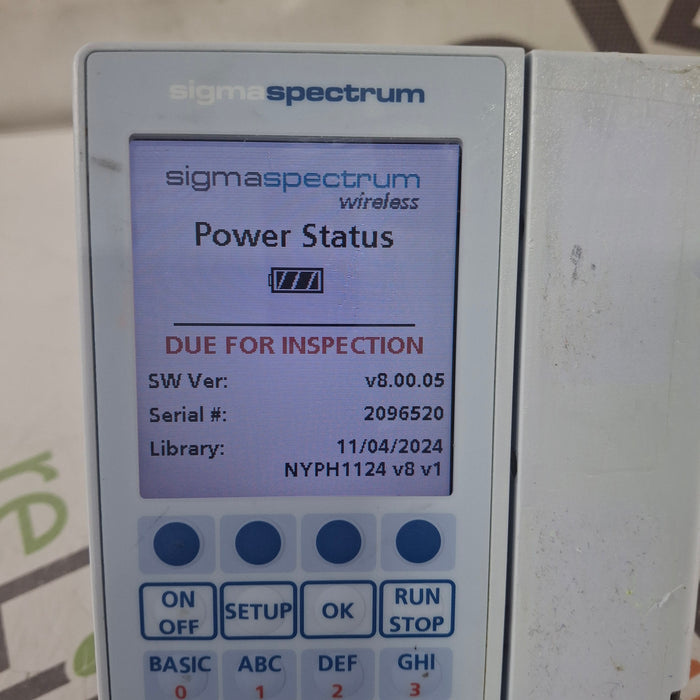 sigmaspectrum
sigmaspectrum
wireless
Power Status
DUE FOR INSPECTION
SW Ver: v8.00.05
Serial #: 2096520
Library: 11/04/2024
NYPH1124 v8 v1
ON OFF SETUP OK RUN STOP
BASIC ABC DEF GHI
0 1 2 3